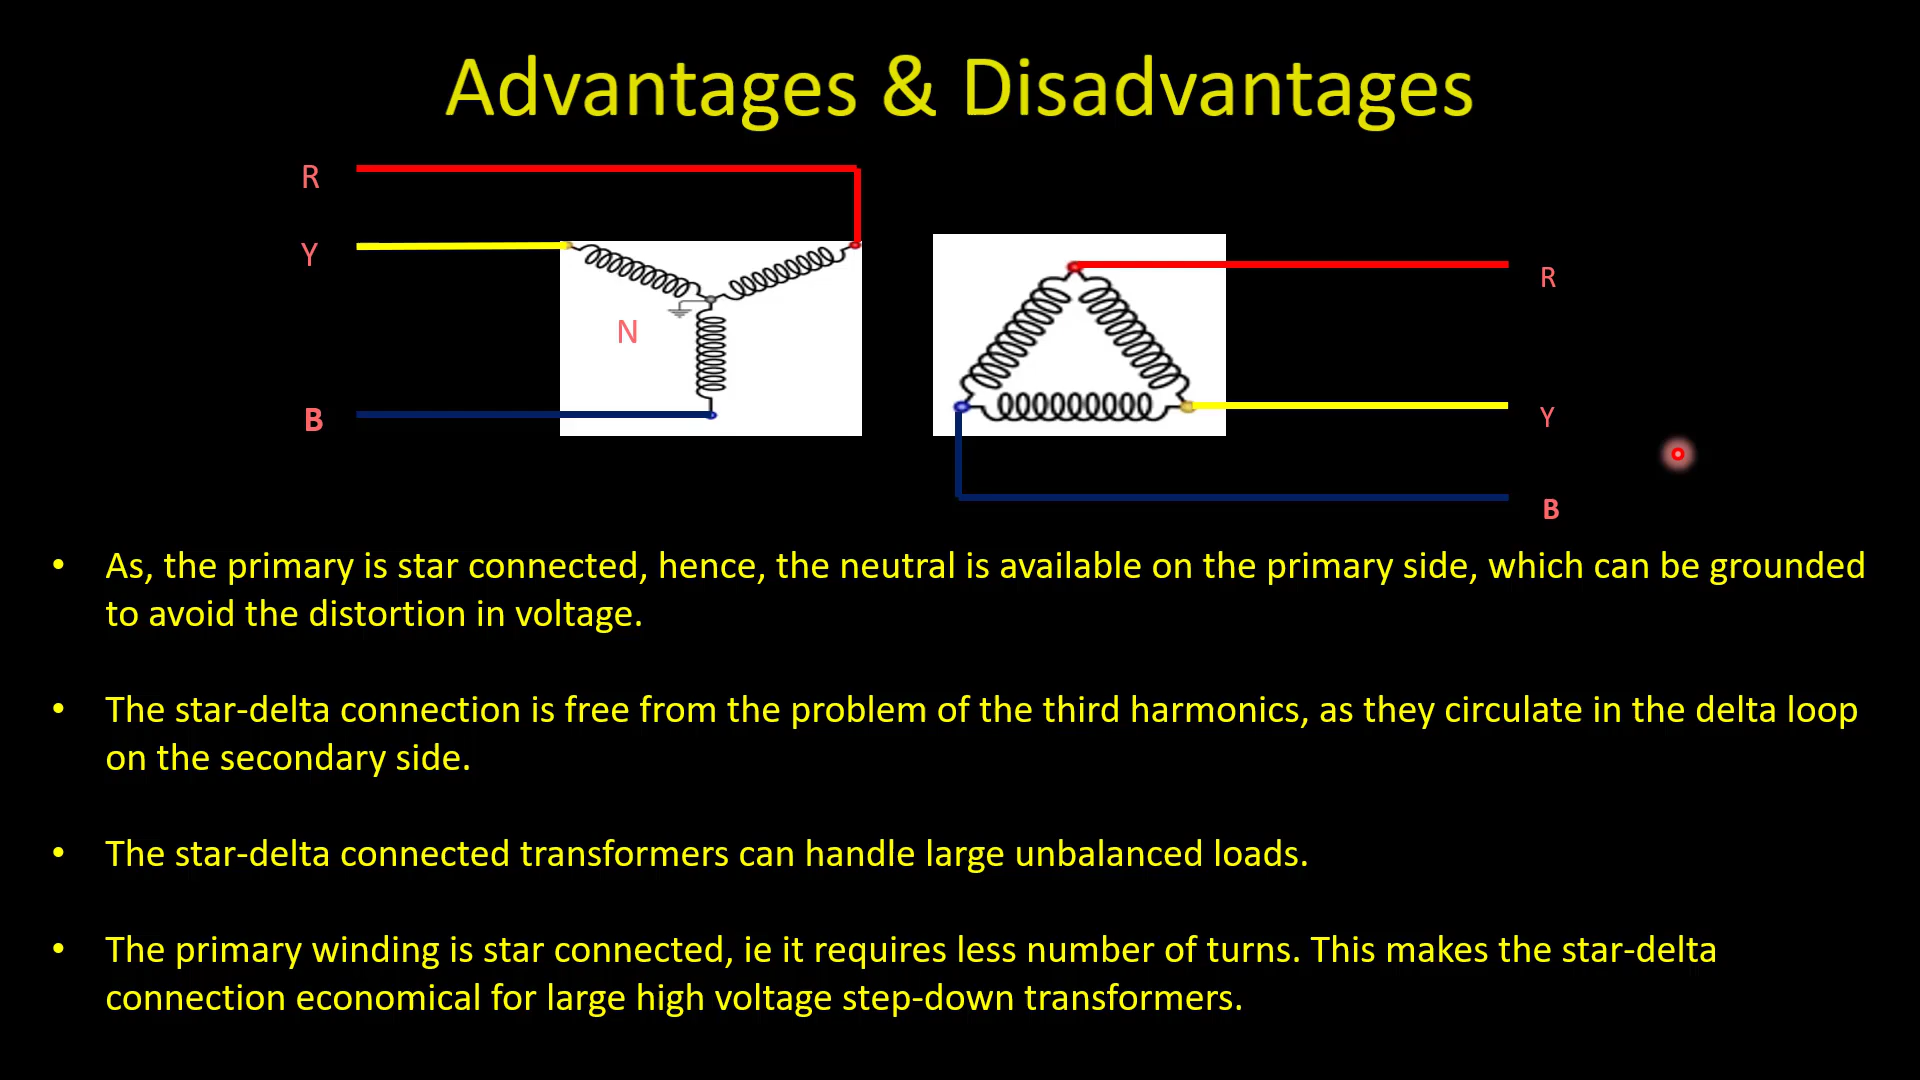 Advantages & Disadvantages
R
Y
N
B
R
Y
B
• As, the primary is star connected, hence, the neutral is available on the primary side, which can be grounded
to avoid the distortion in voltage.
• The star-delta connection is free from the problem of the third harmonics, as they circulate in the delta loop
on the secondary side.
• The star-delta connected transformers can handle large unbalanced loads.
• The primary winding is star connected, ie it requires less number of turns. This makes the star-delta
connection economical for large high voltage step-down transformers.